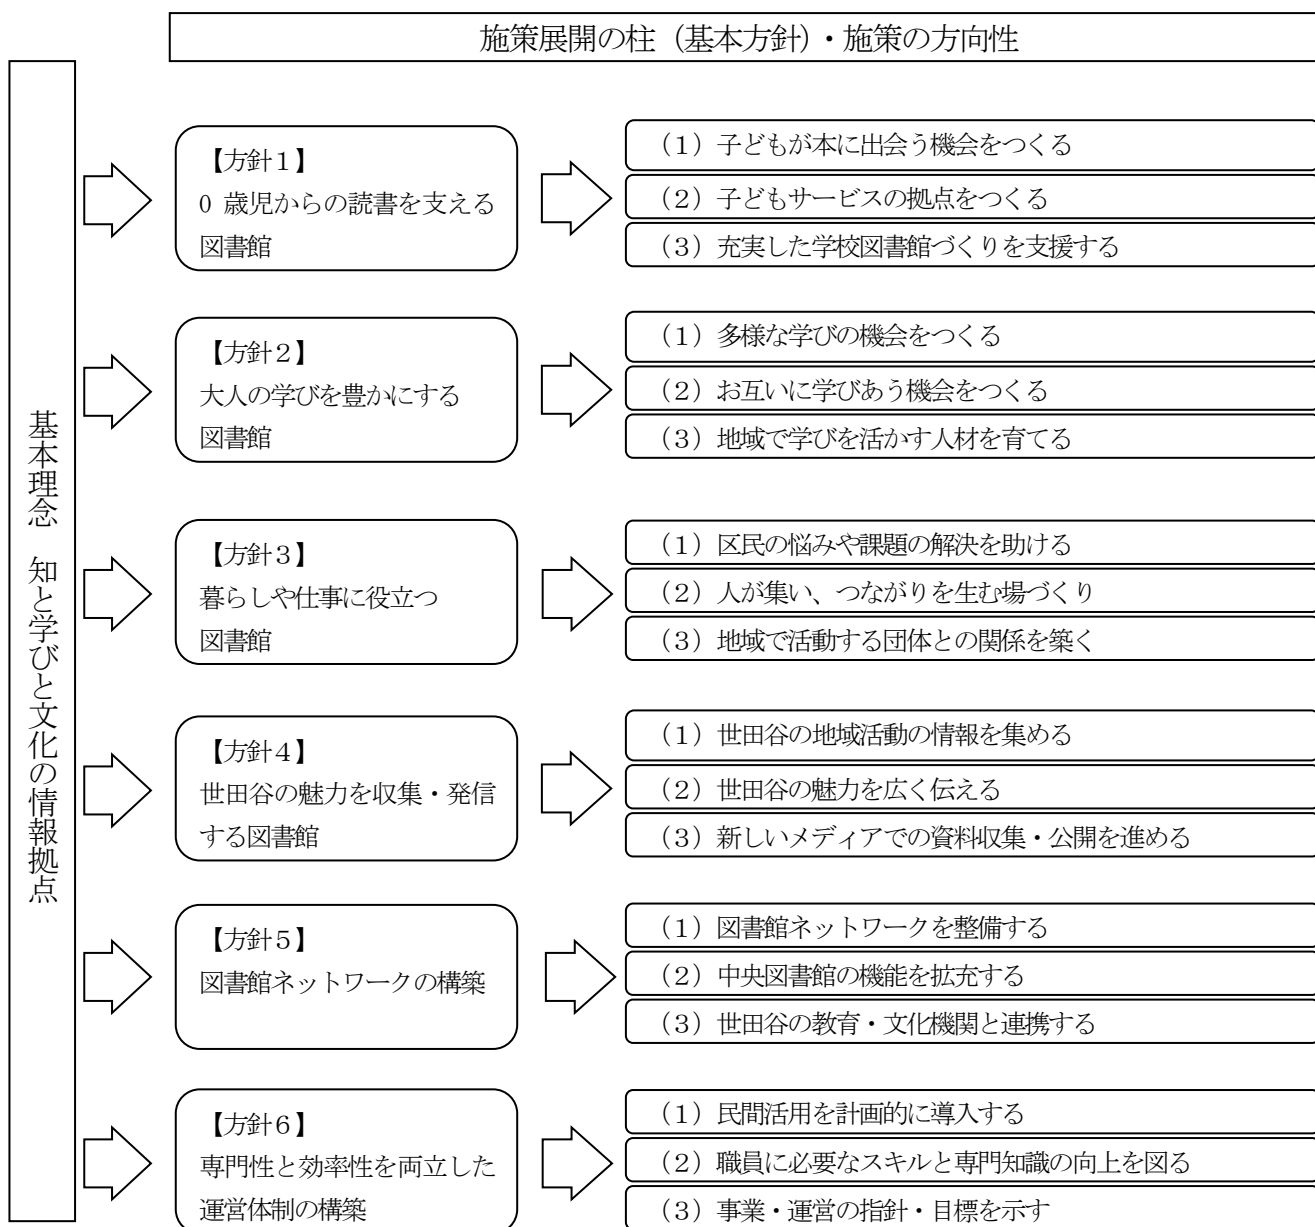 施策展開の柱（基本方針）・施策の方向性
基本理念　知と学びと文化の情報拠点
【方針１】
0 歳児からの読書を支える
図書館
（１）子どもが本に出会う機会をつくる
（２）子どもサービスの拠点をつくる
（３）充実した学校図書館づくりを支援する
【方針２】
大人の学びを豊かにする
図書館
（１）多様な学びの機会をつくる
（２）お互いに学びあう機会をつくる
（３）地域で学びを活かす人材を育てる
【方針３】
暮らしや仕事に役立つ
図書館
（１）区民の悩みや課題の解決を助ける
（２）人が集い、つながりを生む場づくり
（３）地域で活動する団体との関係を築く
【方針４】
世田谷の魅力を収集・発信
する図書館
（１）世田谷の地域活動の情報を集める
（２）世田谷の魅力を広く伝える
（３）新しいメディアでの資料収集・公開を進める
【方針５】
図書館ネットワークの構築
（１）図書館ネットワークを整備する
（２）中央図書館の機能を拡充する
（３）世田谷の教育・文化機関と連携する
【方針６】
専門性と効率性を両立した
運営体制の構築
（１）民間活用を計画的に導入する
（２）職員に必要なスキルと専門知識の向上を図る
（３）事業・運営の指針・目標を示す